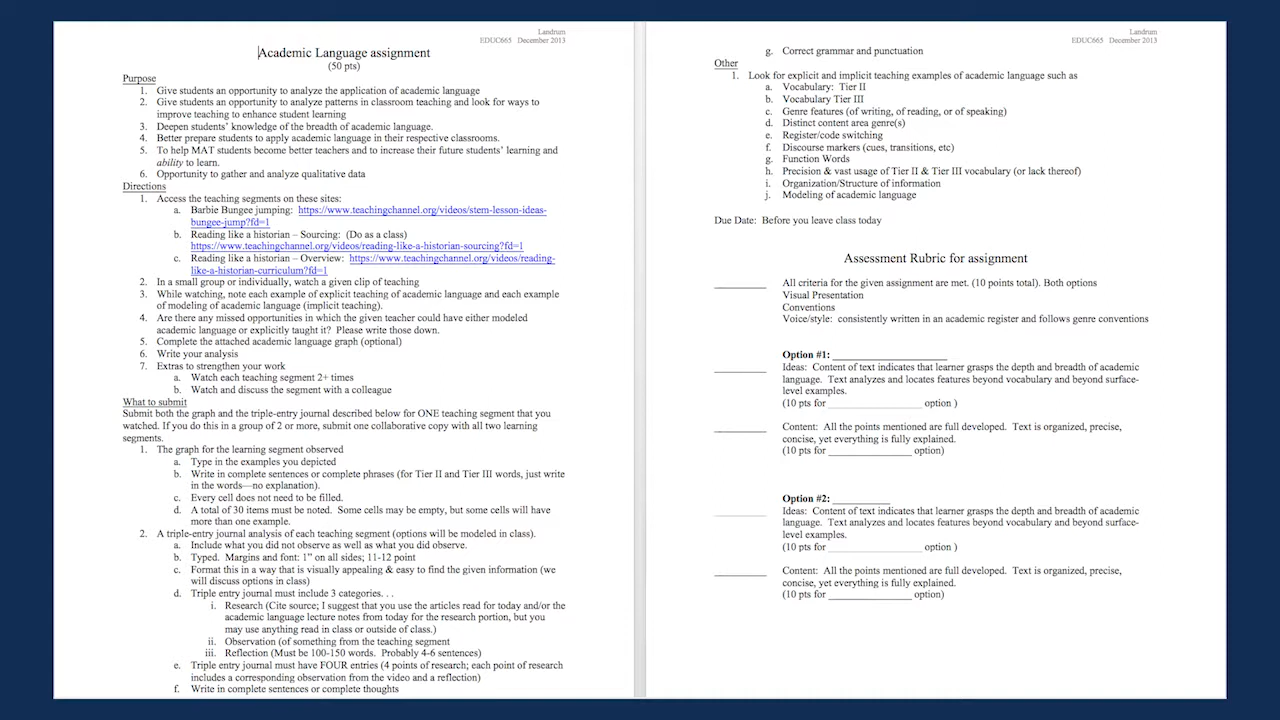 Landrum
EDUC665 December 2013
Academic Language assignment
(50 pts)
Purpose
1. Give students an opportunity to analyze the application of academic language
2. Give students an opportunity to analyze patterns in classroom teaching and look for ways to
improve teaching to enhance student learning
3. Deepen students' knowledge of the breadth of academic language.
4. Better prepare students to apply academic language in their respective classrooms.
5. To help MAT students become better teachers and to increase their future students' learning and
ability to learn.
6. Opportunity to gather and analyze qualitative data
Directions
1. Access the teaching segments on these sites:
a. Barbie Bungee jumping: https://www.teachingchannel.org/videos/stem-lesson-ideas-
bungee-jump?fd=1
b. Reading like a historian – Sourcing: (Do as a class)
https://www.teachingchannel.org/videos/reading-like-a-historian-sourcing?fd=1
c. Reading like a historian – Overview: https://www.teachingchannel.org/videos/reading-
like-a-historian-curriculum?fd=1
2. In a small group or individually, watch a given clip of teaching
3. While watching, note each example of explicit teaching of academic language and each example
of modeling of academic language (implicit teaching).
4. Are there any missed opportunities in which the given teacher could have either modeled
academic language or explicitly taught it? Please write those down.
5. Complete the attached academic language graph (optional)
6. Write your analysis
7. Extras to strengthen your work
a. Watch each teaching segment 2+ times
b. Watch and discuss the segment with a colleague
What to submit
Submit both the graph and the triple-entry journal described below for ONE teaching segment that you
watched. If you do this in a group of 2 or more, submit one collaborative copy with all two learning
segments.
1. The graph for the learning segment observed
a. Type in the examples you depicted
b. Write in complete sentences or complete phrases (for Tier II and Tier III words, just write
in the words—no explanation).
c. Every cell does not need to be filled.
d. A total of 30 items must be noted. Some cells may be empty, but some cells will have
more than one example.
2. A triple-entry journal analysis of each teaching segment (options will be modeled in class).
a. Include what you did not observe as well as what you did observe.
b. Typed. Margins and font: 1" on all sides; 11-12 point
c. Format this in a way that is visually appealing & easy to find the given information (we
will discuss options in class)
d. Triple entry journal must include 3 categories. . .
i. Research (Cite source; I suggest that you use the articles read for today and/or the
academic language lecture notes from today for the research portion, but you
may use anything read in class or outside of class.)
ii. Observation (of something from the teaching segment
iii. Reflection (Must be 100-150 words. Probably 4-6 sentences)
e. Triple entry journal must have FOUR entries (4 points of research; each point of research
includes a corresponding observation from the video and a reflection)
f. Write in complete sentences or complete thoughts
Landrum
EDUC665 December 2013
g. Correct grammar and punctuation
Other
1. Look for explicit and implicit teaching examples of academic language such as
a. Vocabulary: Tier II
b. Vocabulary Tier III
c. Genre features (of writing, of reading, or of speaking)
d. Distinct content area genre(s)
e. Register/code switching
f. Discourse markers (cues, transitions, etc)
g. Function Words
h. Precision & vast usage of Tier II & Tier III vocabulary (or lack thereof)
i. Organization/Structure of information
j. Modeling of academic language
Due Date: Before you leave class today
Assessment Rubric for assignment
__________ All criteria for the given assignment are met. (10 points total). Both options
Visual Presentation
Conventions
Voice/style: consistently written in an academic register and follows genre conventions
Option #1: ______________________
__________ Ideas: Content of text indicates that learner grasps the depth and breadth of academic
language. Text analyzes and locates features beyond vocabulary and beyond surface-
level examples.
(10 pts for __________________ option )
__________ Content: All the points mentioned are full developed. Text is organized, precise,
concise, yet everything is fully explained.
(10 pts for ________________ option)
Option #2: ___________
__________ Ideas: Content of text indicates that learner grasps the depth and breadth of academic
language. Text analyzes and locates features beyond vocabulary and beyond surface-
level examples.
(10 pts for __________________ option )
__________ Content: All the points mentioned are full developed. Text is organized, precise,
concise, yet everything is fully explained.
(10 pts for ________________ option)